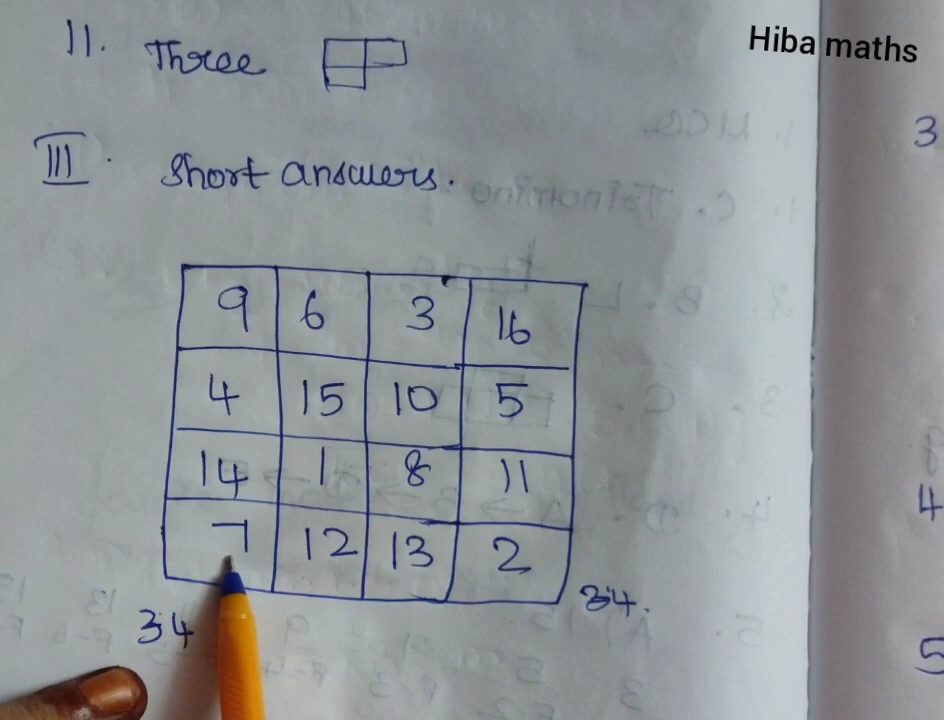 Hiba maths
II. Three
III. Short answers.
9 6 3 16
4 15 10 5
14 1 8 11
7 12 13 2
34 34.
3
4
5